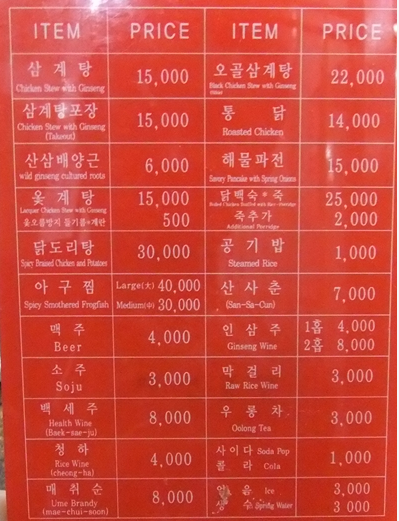 ITEM PRICE ITEM PRICE
삼계탕 15,000 오골삼계탕 22,000
Chicken Stew with Ginseng Black Chicken Stew with Ginseng
삼계탕포장 15,000 통 닭 14,000
Chicken Stew with Ginseng Roasted Chicken
(Takeout)
산삼배양근 6,000 해물파전 15,000
wild ginseng cultured roots Savory Pancake with Spring Onions
옻계탕 15,000 닭백숙*죽 25,000
Lacquer Chicken Stew with Ginseng
옻오름방지 500 죽추가 2,000
Additional Porridge
닭도리탕 30,000 공기밥 1,000
Spicy Braised Chicken and Potatoes Steamed Rice
아구찜 Large(大) 40,000 산사춘 7,000
Spicy Smothered Frogfish Medium(中) 30,000 (San-Sa-Cun)
맥주 4,000 인삼주 1홉 4,000
Beer Ginseng Wine 2홉 8,000
소주 3,000 막걸리 3,000
Soju Raw Rice Wine
백세주 8,000 우롱차 3,000
Health Wine Oolong Tea
(Baek-sae-ju)
청하 4,000 사이다 Soda Pop 1,000
Rice Wine 콜라 Cola
(cheong-ha)
매취순 8,000 Ice 3,000
Ume Brandy 수 Spring Water 3 000
(mae-chui-soon)